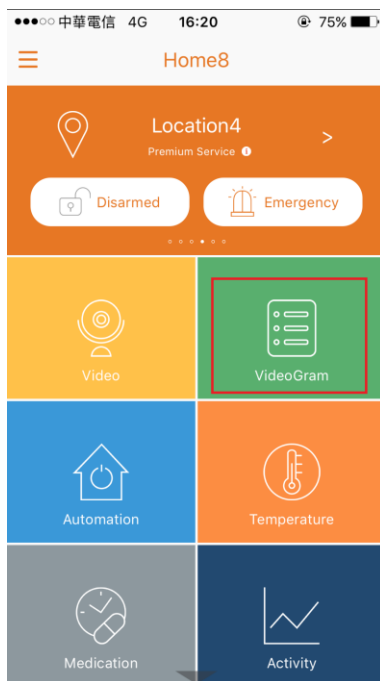 中華電信 4G 16:20 75%
Home8
Location4
Premium Service
Disarmed Emergency
Video VideoGram
Automation Temperature
Medication Activity